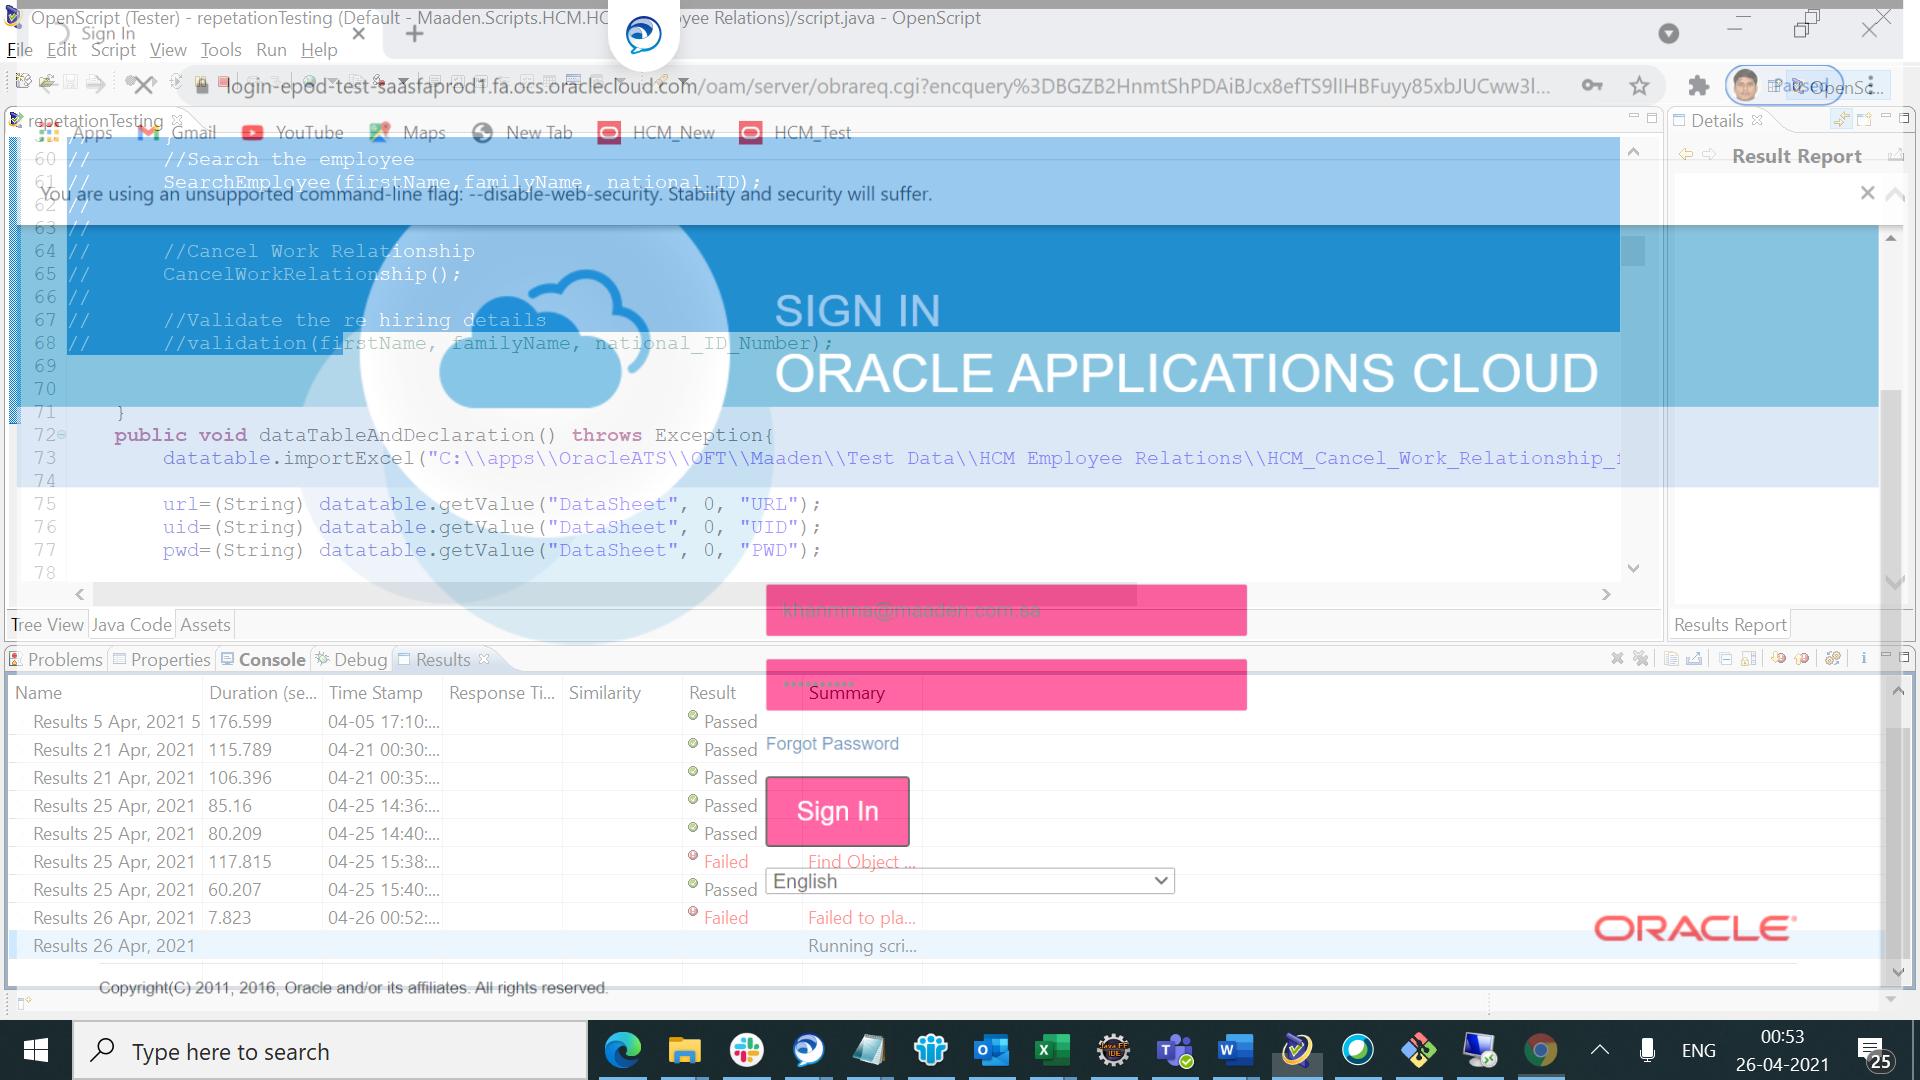 OpenScript (Tester) - repetationTesting (Default - Maaden.Scripts.HCM.HC
yee Relations)/script.java - OpenScript
Sign In
File Edit Script View Tools Run Help
login-epod-test-saasfaprod1.fa.ocs.oraclecloud.com/oam/server/obrareq.cgi?encquery%3DBGZB2HnmtShPDAiBJcx8efTS9llHBFuyy85xbJUCww3l...
OpenSc...
repetationTesting
Apps Gmail YouTube Maps New Tab HCM_New HCM_Test
Details
Result Report
60 // //Search the employee
61 // SearchEmployee(firstName,familyName, national_ID);
You are using an unsupported command-line flag: --disable-web-security. Stability and security will suffer.
62 //
63 //
64 // //Cancel Work Relationship
65 // CancelWorkRelationship();
66 //
67 // //Validate the re hiring details
68 // //validation(firstName, familyName, national_ID_Number);
69
70
71 }
72 public void dataTableAndDeclaration() throws Exception{
73 datatable.importExcel("C:\\apps\\OracleATS\\OFT\\Maaden\\Test Data\\HCM Employee Relations\\HCM_Cancel_Work_Relationship_
74
75 url=(String) datatable.getValue("DataSheet", 0, "URL");
76 uid=(String) datatable.getValue("DataSheet", 0, "UID");
77 pwd=(String) datatable.getValue("DataSheet", 0, "PWD");
78
SIGN IN
ORACLE APPLICATIONS CLOUD
khanmma@maaden.com.sa
Forgot Password
Sign In
English
ORACLE
Tree View Java Code Assets
Results Report
Problems Properties Console Debug Results
Name Duration (se... Time Stamp Response Ti... Similarity Result Summary
Results 5 Apr, 2021 5 176.599 04-05 17:10:... Passed
Results 21 Apr, 2021 115.789 04-21 00:30:... Passed
Results 21 Apr, 2021 106.396 04-21 00:35:... Passed
Results 25 Apr, 2021 85.16 04-25 14:36:... Passed
Results 25 Apr, 2021 80.209 04-25 14:40:... Passed
Results 25 Apr, 2021 117.815 04-25 15:38:... Failed Find Object ...
Results 25 Apr, 2021 60.207 04-25 15:40:... Passed
Results 26 Apr, 2021 7.823 04-26 00:52:... Failed Failed to pla...
Results 26 Apr, 2021 Running scri...
Copyright(C) 2011, 2016, Oracle and/or its affiliates. All rights reserved.
Type here to search
ENG
00:53
26-04-2021
25